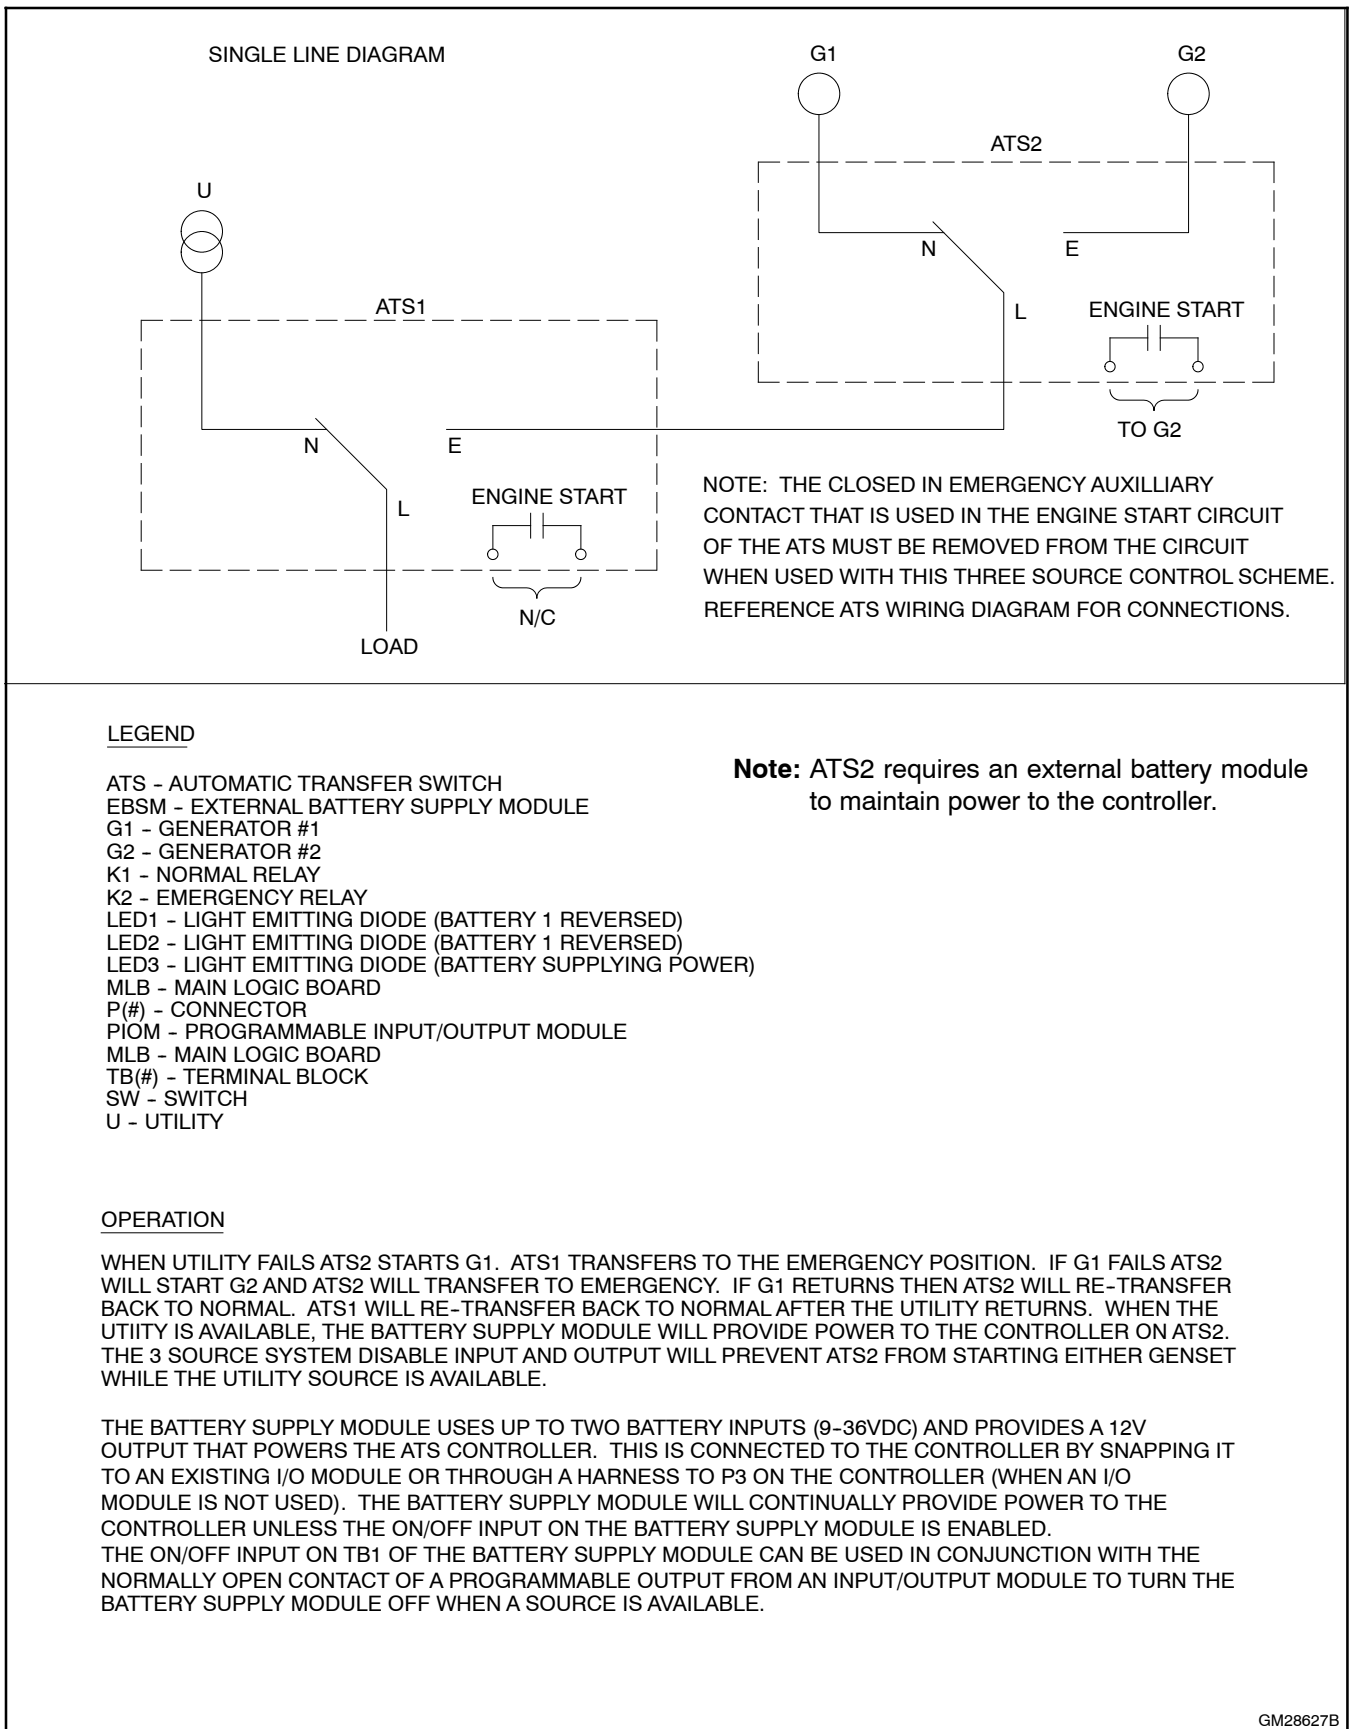 SINGLE LINE DIAGRAM
G1
G2
ATS2
U
N
E
L
ENGINE START
TO G2
ATS1
N
E
L
ENGINE START
N/C
LOAD
NOTE: THE CLOSED IN EMERGENCY AUXILLIARY
CONTACT THAT IS USED IN THE ENGINE START CIRCUIT
OF THE ATS MUST BE REMOVED FROM THE CIRCUIT
WHEN USED WITH THIS THREE SOURCE CONTROL SCHEME.
REFERENCE ATS WIRING DIAGRAM FOR CONNECTIONS.
LEGEND
ATS - AUTOMATIC TRANSFER SWITCH
EBSM - EXTERNAL BATTERY SUPPLY MODULE
G1 - GENERATOR #1
G2 - GENERATOR #2
K1 - NORMAL RELAY
K2 - EMERGENCY RELAY
LED1 - LIGHT EMITTING DIODE (BATTERY 1 REVERSED)
LED2 - LIGHT EMITTING DIODE (BATTERY 1 REVERSED)
LED3 - LIGHT EMITTING DIODE (BATTERY SUPPLYING POWER)
MLB - MAIN LOGIC BOARD
P(#) - CONNECTOR
PIOM - PROGRAMMABLE INPUT/OUTPUT MODULE
MLB - MAIN LOGIC BOARD
TB(#) - TERMINAL BLOCK
SW - SWITCH
U - UTILITY
Note: ATS2 requires an external battery module
to maintain power to the controller.
OPERATION
WHEN UTILITY FAILS ATS2 STARTS G1. ATS1 TRANSFERS TO THE EMERGENCY POSITION. IF G1 FAILS ATS2
WILL START G2 AND ATS2 WILL TRANSFER TO EMERGENCY. IF G1 RETURNS THEN ATS2 WILL RE-TRANSFER
BACK TO NORMAL. ATS1 WILL RE-TRANSFER BACK TO NORMAL AFTER THE UTILITY RETURNS. WHEN THE
UTIITY IS AVAILABLE, THE BATTERY SUPPLY MODULE WILL PROVIDE POWER TO THE CONTROLLER ON ATS2.
THE 3 SOURCE SYSTEM DISABLE INPUT AND OUTPUT WILL PREVENT ATS2 FROM STARTING EITHER GENSET
WHILE THE UTILITY SOURCE IS AVAILABLE.
THE BATTERY SUPPLY MODULE USES UP TO TWO BATTERY INPUTS (9-36VDC) AND PROVIDES A 12V
OUTPUT THAT POWERS THE ATS CONTROLLER. THIS IS CONNECTED TO THE CONTROLLER BY SNAPPING IT
TO AN EXISTING I/O MODULE OR THROUGH A HARNESS TO P3 ON THE CONTROLLER (WHEN AN I/O
MODULE IS NOT USED). THE BATTERY SUPPLY MODULE WILL CONTINUALLY PROVIDE POWER TO THE
CONTROLLER UNLESS THE ON/OFF INPUT ON THE BATTERY SUPPLY MODULE IS ENABLED.
THE ON/OFF INPUT ON TB1 OF THE BATTERY SUPPLY MODULE CAN BE USED IN CONJUNCTION WITH THE
NORMALLY OPEN CONTACT OF A PROGRAMMABLE OUTPUT FROM AN INPUT/OUTPUT MODULE TO TURN THE
BATTERY SUPPLY MODULE OFF WHEN A SOURCE IS AVAILABLE.
GM28627B